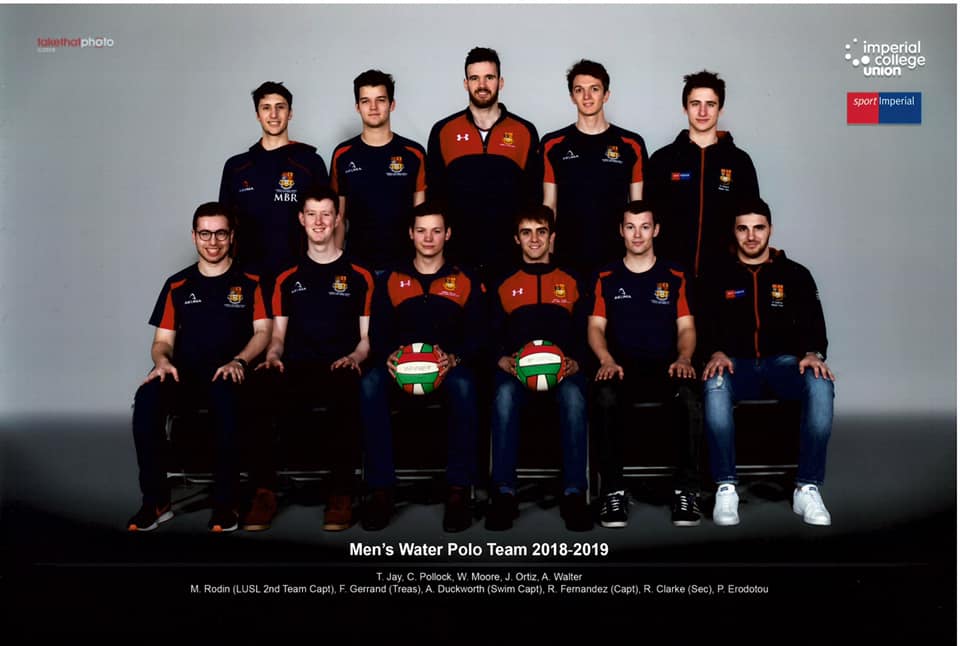 takethatphoto
©2019
imperial
college
union
sport Imperial
MBR
Men's Water Polo Team 2018-2019
T. Jay, C. Pollock, W. Moore, J. Ortiz, A. Walter
M. Rodin (LUSL 2nd Team Capt), F. Gerrand (Treas), A. Duckworth (Swim Capt), R. Fernandez (Capt), R. Clarke (Sec), P. Erodotou